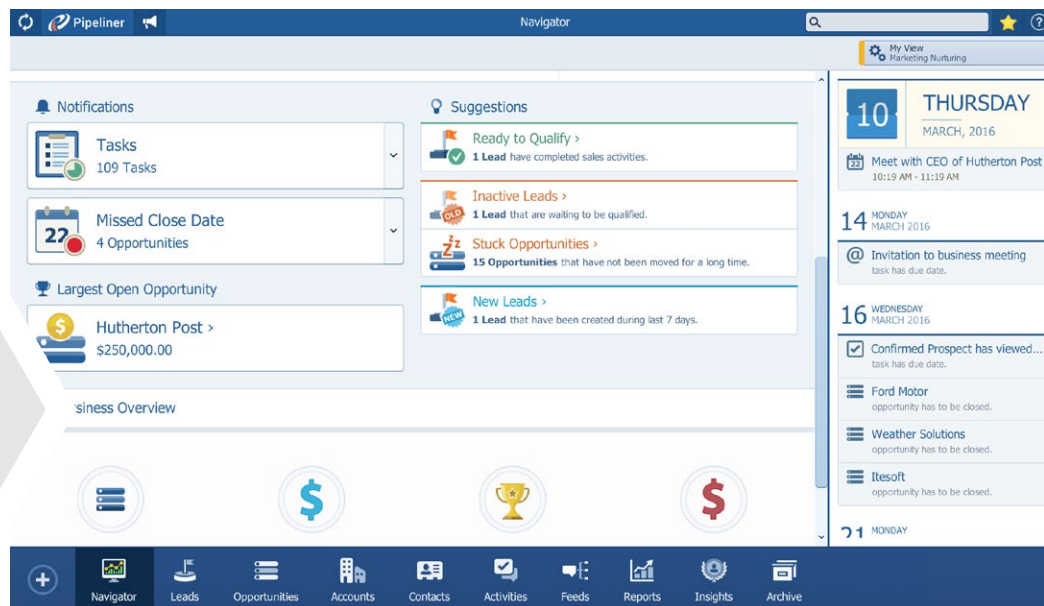 Pipeliner
Navigator
My View
Marketing Nurturing
Notifications
Tasks
109 Tasks
22
Missed Close Date
4 Opportunities
Largest Open Opportunity
$
Hutherton Post >
$250,000.00
Suggestions
Ready to Qualify >
1 Lead have completed sales activities.
OLD
Inactive Leads >
1 Lead that are waiting to be qualified.
zzz
Stuck Opportunities >
15 Opportunities that have not been moved for a long time.
NEW
New Leads >
1 Lead that have been created during last 7 days.
siness Overview
$
$
10
THURSDAY
MARCH, 2016
22
Meet with CEO of Hutherton Post
10:19 AM - 11:19 AM
14 MONDAY
MARCH 2016
@ Invitation to business meeting
task has due date.
16 WEDNESDAY
MARCH 2016
Confirmed Prospect has viewed...
task has due date.
Ford Motor
opportunity has to be closed.
Weather Solutions
opportunity has to be closed.
Itesoft
opportunity has to be closed.
21 MONDAY
Navigator
Leads
Opportunities
Accounts
Contacts
Activities
Feeds
Reports
Insights
Archive